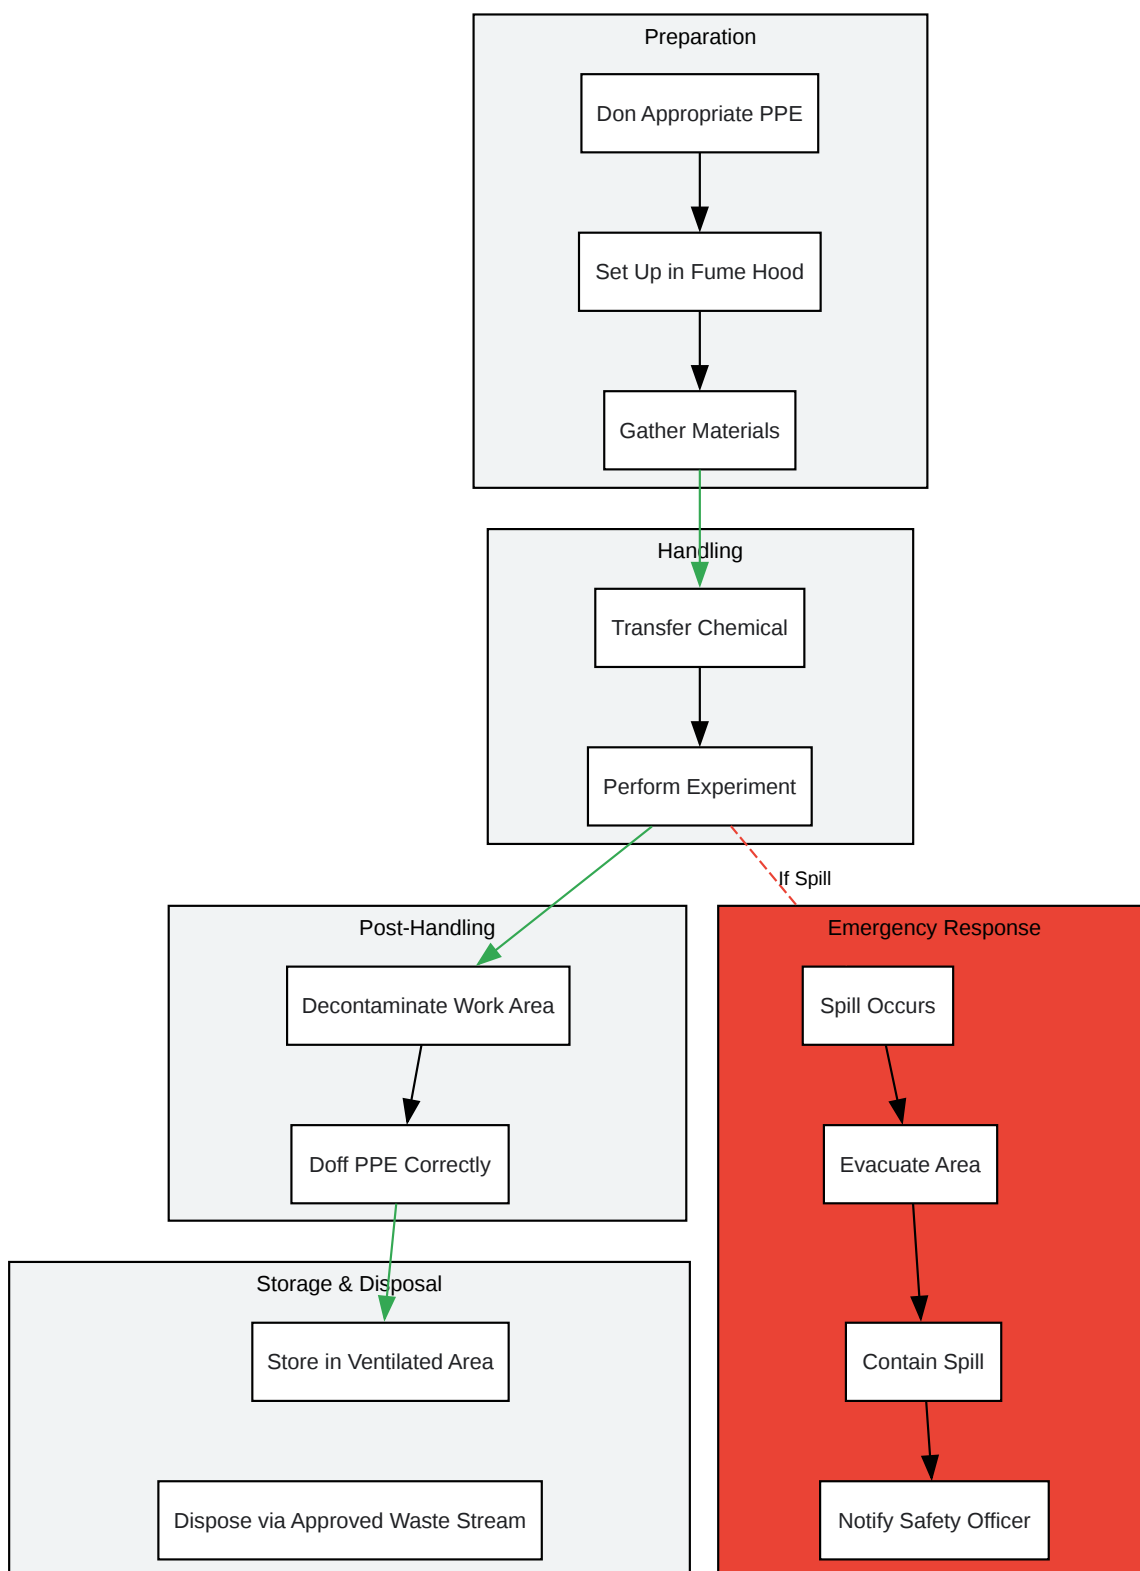 Preparation
Don Appropriate PPE
Set Up in Fume Hood
Gather Materials
Handling
Transfer Chemical
Perform Experiment
If Spill
Post-Handling
Decontaminate Work Area
Doff PPE Correctly
Storage & Disposal
Store in Ventilated Area
Dispose via Approved Waste Stream
Emergency Response
Spill Occurs
Evacuate Area
Contain Spill
Notify Safety Officer